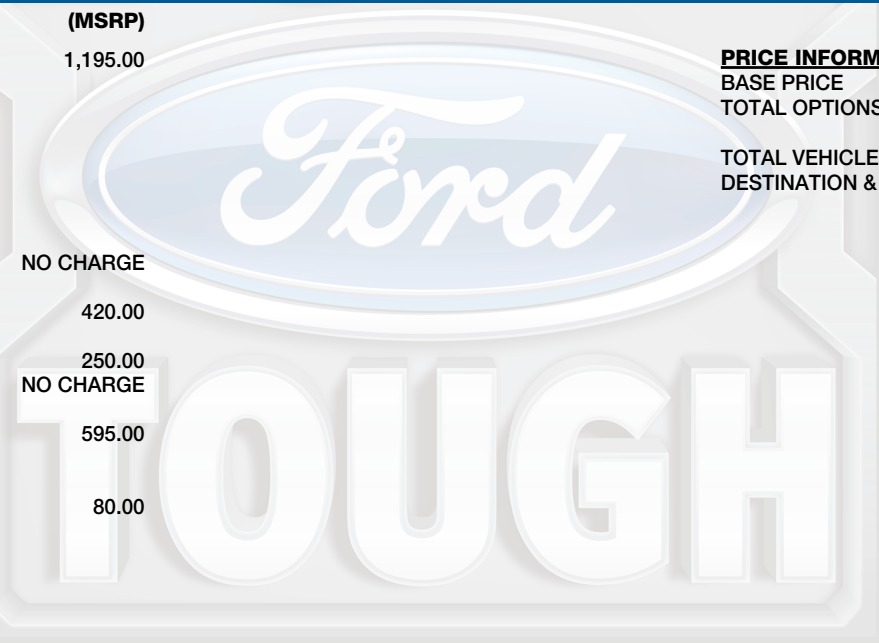 (MSRP)
1,195.00
NO CHARGE
420.00
250.00
NO CHARGE
595.00
80.00
PRICE INFORM
BASE PRICE
TOTAL OPTIONS
TOTAL VEHICLE
DESTINATION &
Ford
TOUGH